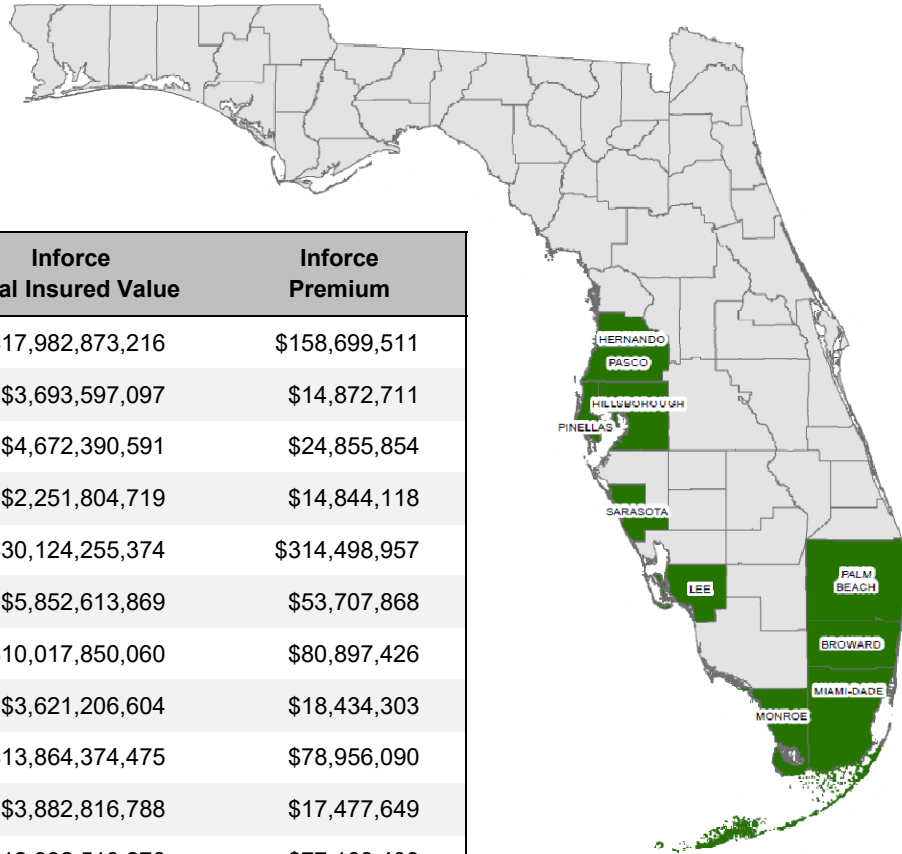 Inforce Inforce
al Insured Value Premium
17,982,873,216 $158,699,511
$3,693,597,097 $14,872,711
$4,672,390,591 $24,855,854
$2,251,804,719 $14,844,118
30,124,255,374 $314,498,957
$5,852,613,869 $53,707,868
10,017,850,060 $80,897,426
$3,621,206,604 $18,434,303
13,864,374,475 $78,956,090
$3,882,816,788 $17,477,649
HERNANDO
PASCO
HILLSBOROUGH
PINELLAS
SARASOTA
LEE
PALM
BEACH
BROWARD
MIAMI-DADE
MONROE